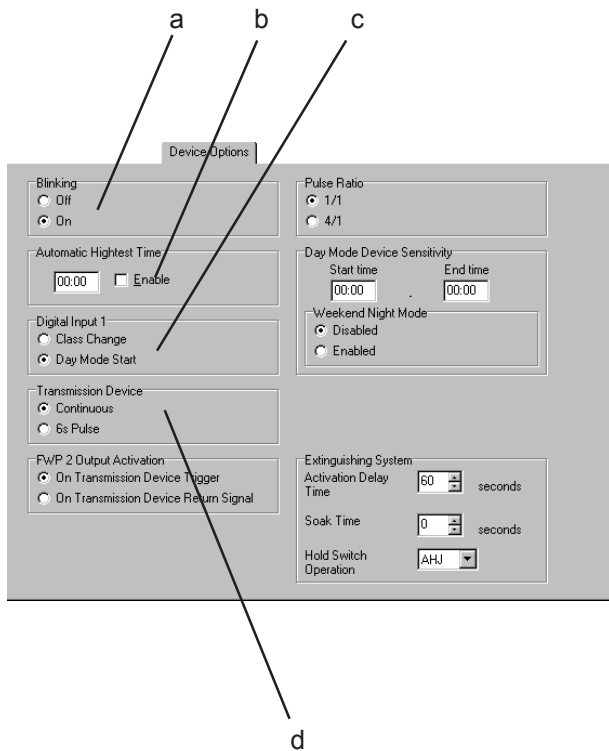 a b c
Device Options
Blinking
Off
On
Automatic Hightest Time
00:00 Enable
Digital Input 1
Class Change
Day Mode Start
Transmission Device
Continuous
6s Pulse
FWP 2 Output Activation
On Transmission Device Trigger
On Transmission Device Return Signal
Pulse Ratio
1/1
4/1
Day Mode Device Sensitivity
Start time End time
00:00 - 00:00
Weekend Night Mode
Disabled
Enabled
Extinguishing System
Activation Delay
Time
60 seconds
Soak Time
0 seconds
Hold Switch
Operation
AHJ
d